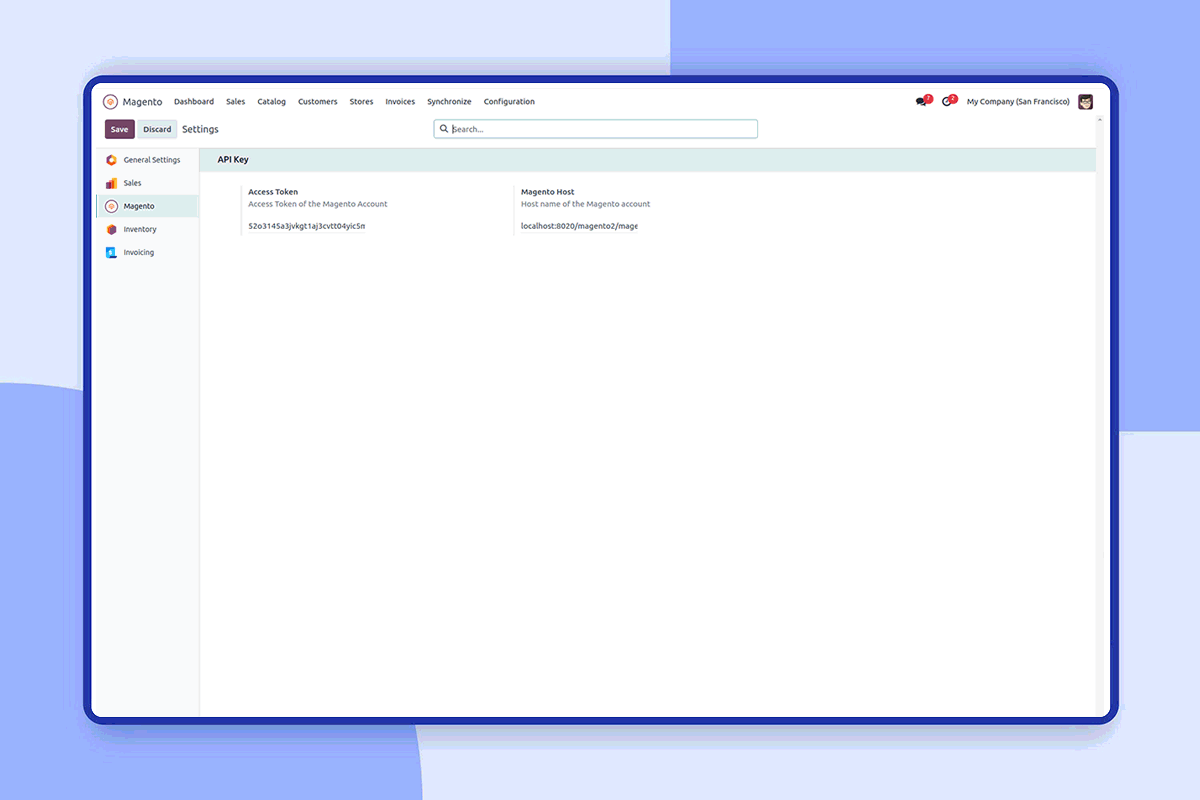 Magento Dashboard Sales Catalog Customers Stores Invoices Synchronize Configuration 7 2 My Company (San Francisco)
Save Discard Settings Search...
General Settings
Sales
Magento
Inventory
Invoicing
API Key
Access Token
Access Token of the Magento Account
52o3145a3jvkgt1aj3cvtt04yic5n
Magento Host
Host name of the Magento account
localhost:8020/magento2/mage